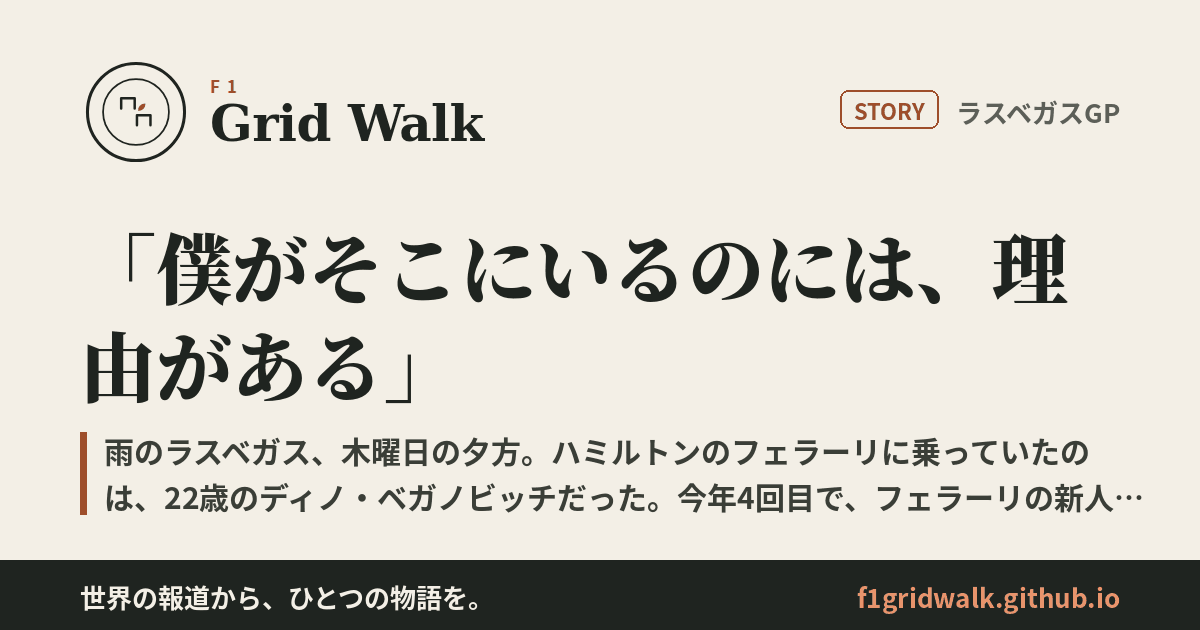 F1
Grid Walk
STORY ラスベガスGP
「僕がそこにいるのには、理
由がある」
雨のラスベガス、木曜日の夕方。ハミルトンのフェラーリに乗っていたの
は、22歳のディノ・ベガノビッチだった。今年4回目で、フェラーリの新人…
世界の報道から、ひとつの物語を。
f1gridwalk.github.io